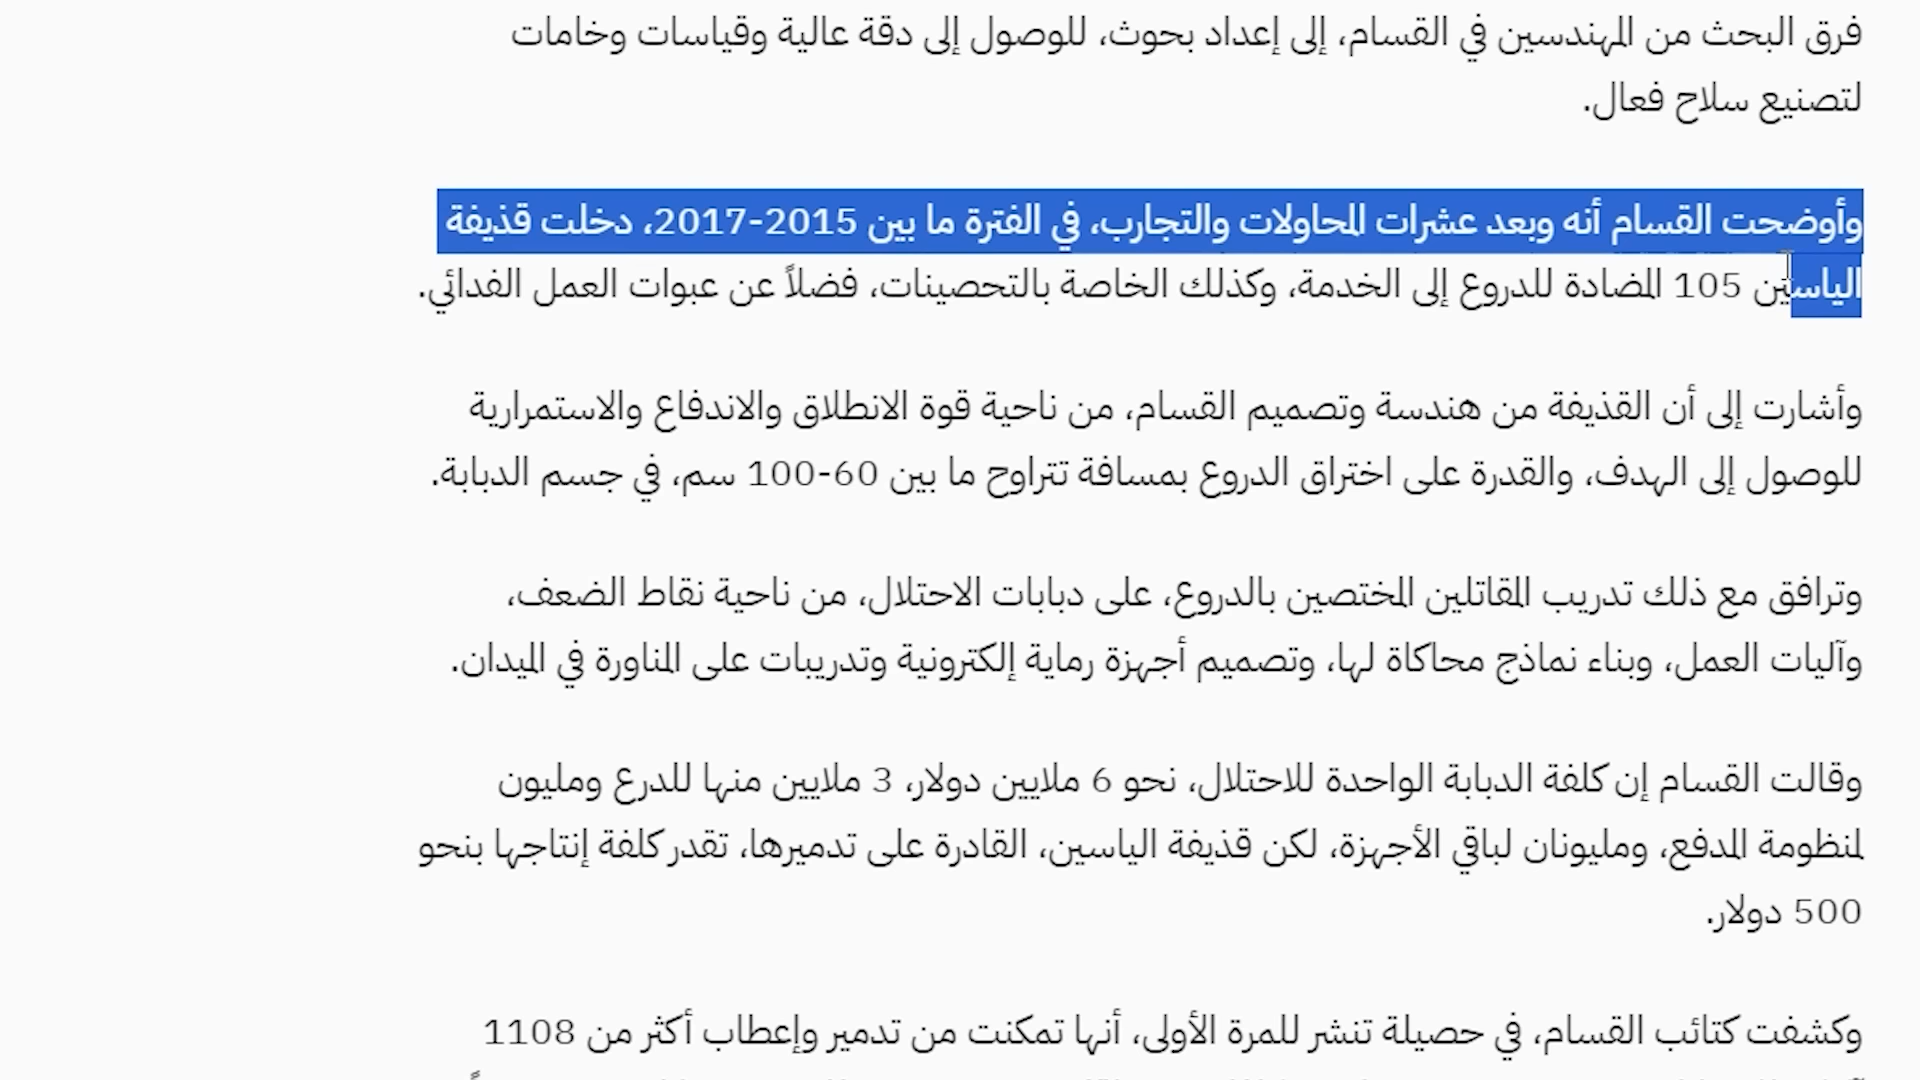 فرق البحث من المهندسين في القسام، إلى إعداد بحوث، للوصول إلى دقة عالية وقياسات وخامات
لتصنيع سلاح فعال.
وأوضحت القسام أنه وبعد عشرات المحاولات والتجارب، في الفترة ما بين 2015-2017، دخلت قذيفة
الياسين 105 المضادة للدروع إلى الخدمة، وكذلك الخاصة بالتحصينات، فضلاً عن عبوات العمل الفدائي.
وأشارت إلى أن القذيفة من هندسة وتصميم القسام، من ناحية قوة الانطلاق والاندفاع والاستمرارية
للوصول إلى الهدف، والقدرة على اختراق الدروع بمسافة تتراوح ما بين 60-100 سم، في جسم الدبابة.
وترافق مع ذلك تدريب المقاتلين المختصين بالدروع، على دبابات الاحتلال، من ناحية نقاط الضعف،
وآليات العمل، وبناء نماذج محاكاة لها، وتصميم أجهزة رماية إلكترونية وتدريبات على المناورة في الميدان.
وقالت القسام إن كلفة الدبابة الواحدة للاحتلال، نحو 6 ملايين دولار، 3 ملايين منها للدرع ومليون
لمنظومة المدفع، ومليونان لباقي الأجهزة، لكن قذيفة الياسين، القادرة على تدميرها، تقدر كلفة إنتاجها بنحو
500 دولار.
وكشفت كتائب القسام، في حصيلة تنشر للمرة الأولى، أنها تمكنت من تدمير وإعطاب أكثر من 1108